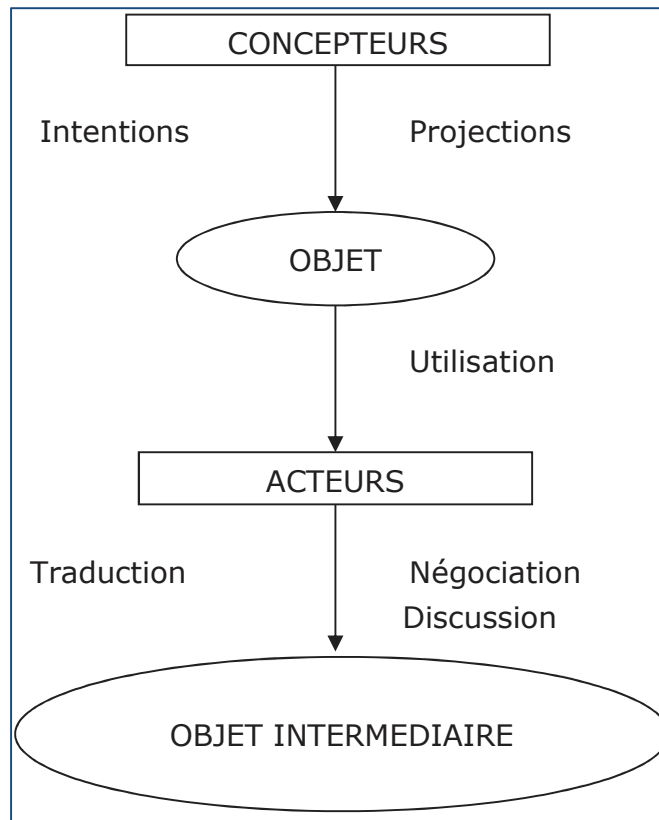 CONCEPTEURS
Intentions
Projections
OBJET
Utilisation
ACTEURS
Traduction
Négociation
Discussion
OBJET INTERMEDIAIRE